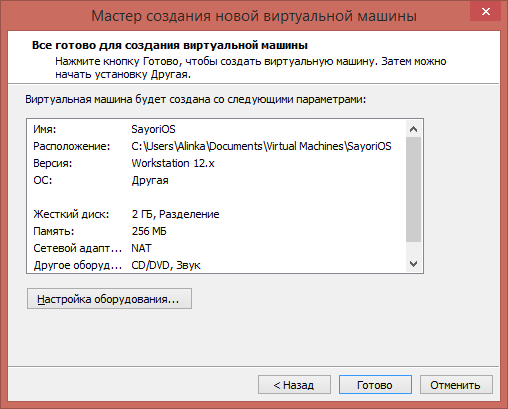 Мастер создания новой виртуальной машины
Все готово для создания виртуальной машины
Нажмите кнопку Готово, чтобы создать виртуальную машину. Затем можно
начать установку Другая.
Виртуальная машина будет создана со следующими параметрами:
Имя: SayoriOS
Расположение: C:\Users\Alinka\Documents\Virtual Machines\SayoriOS
Версия: Workstation 12.x
ОС: Другая
Жесткий диск: 2 ГБ, Разделение
Память: 256 МБ
Сетевой адапт... NAT
Другое оборуд... CD/DVD, Звук
Настройка оборудования...
< Назад Готово Отменить